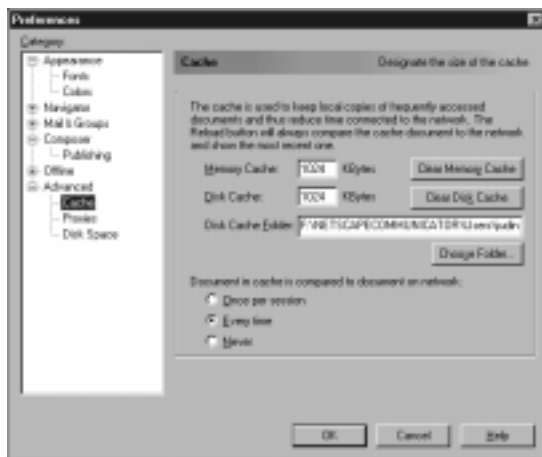 Preferences
Category:
Appearance
Fonts
Colors
Navigator
Mail & Groups
Composer
Publishing
Offline
Advanced
Cache
Proxies
Disk Space
Cache
Designate the size of the cache
The cache is used to keep local copies of frequently accessed
documents and thus reduce time connected to the network. The
Reload button will always compare the cache document to the network
and show the most recent one.
Memory Cache: 1024 KBytes Clear Memory Cache
Disk Cache: 1024 KBytes Clear Disk Cache
Disk Cache Folder: F:\NETSCAPECOMMUNICATOR\Users\
Change Folder...
Document in cache is compared to document on network:
Once per session
Every time
Never
OK Cancel Help